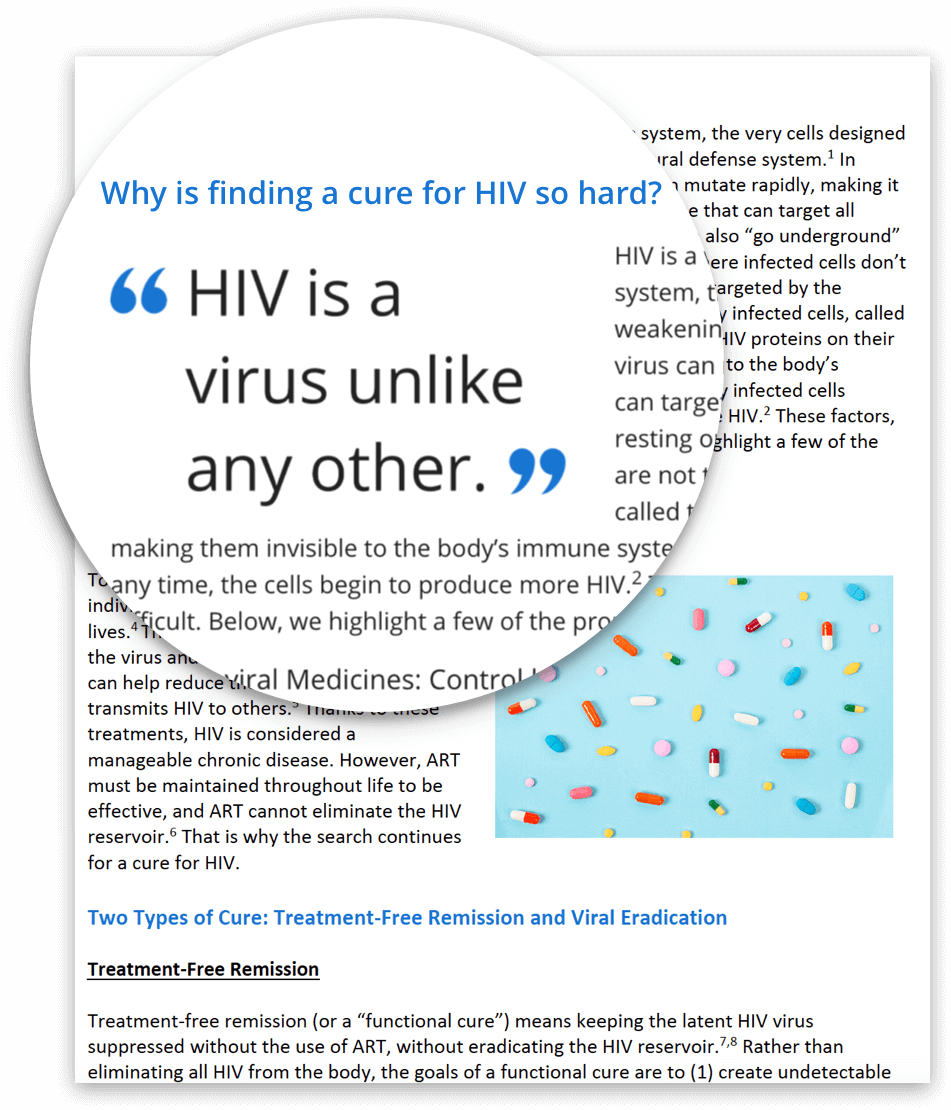 Why is finding a cure for HIV so hard?
“ HIV is a
virus unlike
any other. ”
HIV is a
system,
weakenin
virus can
can targe
resting
are not
called
making them invisible to the body’s immune syste
any time, the cells begin to produce more HIV.2
fficult. Below, we highlight a few of the
viral Medicines: Control
system, the very cells designed
ural defense system.1 In
mutate rapidly, making it
e that can target all
also “go underground”
ere infected cells don’t
argeted by the
y infected cells, called
HIV proteins on their
to the body’s
y infected cells
HIV.2 These factors,
ghlight a few of the
To
indiv
lives.4
the virus and
can help reduce
transmits HIV to others.5 Thanks to these
treatments, HIV is considered a
manageable chronic disease. However, ART
must be maintained throughout life to be
effective, and ART cannot eliminate the HIV
reservoir.6 That is why the search continues
for a cure for HIV.
Two Types of Cure: Treatment-Free Remission and Viral Eradication
Treatment-Free Remission
Treatment-free remission (or a “functional cure”) means keeping the latent HIV virus
suppressed without the use of ART, without eradicating the HIV reservoir.7,8 Rather than
eliminating all HIV from the body, the goals of a functional cure are to (1) create undetectable